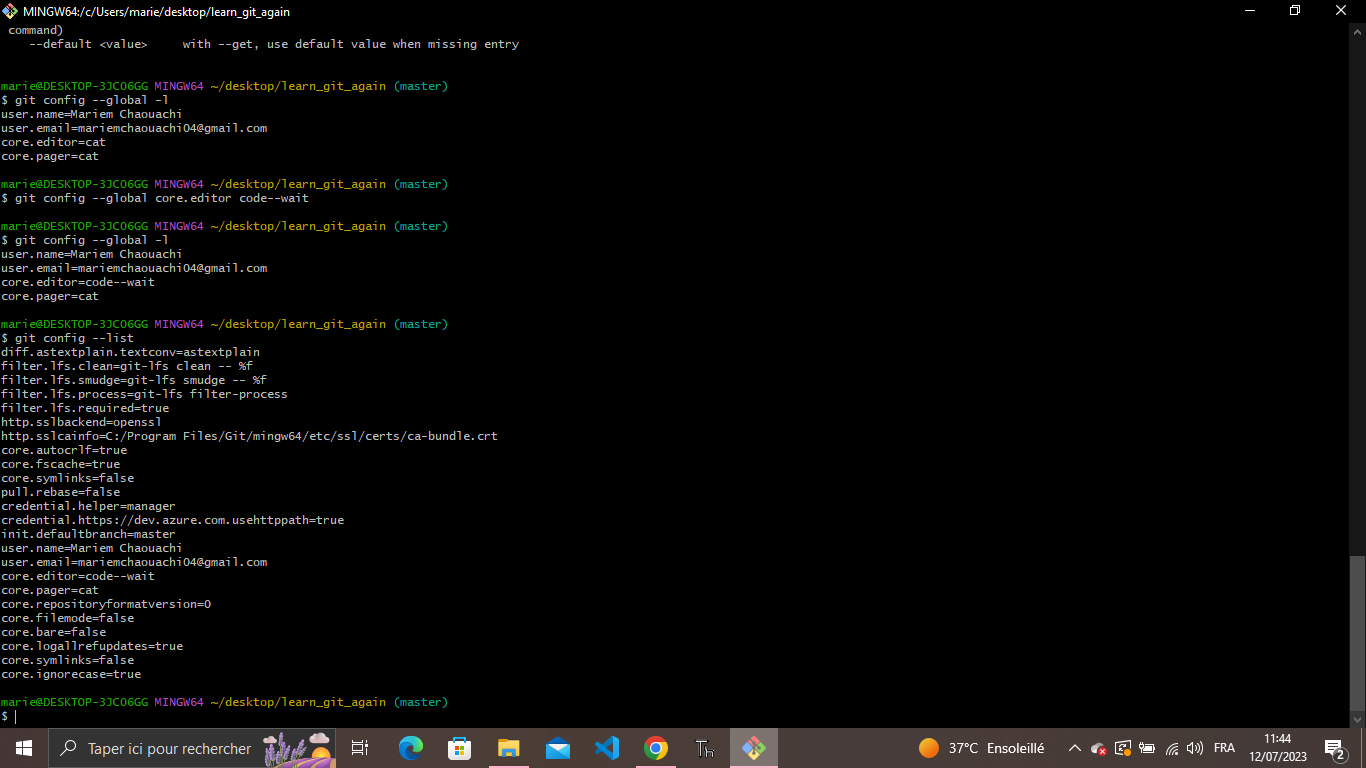 MINGW64:/c/Users/marie/desktop/learn_git_again
command)
--default <value>     with --get, use default value when missing entry
marie@DESKTOP-3JCO6GG MINGW64 ~/desktop/learn_git_again (master)
$ git config --global -l
user.name=Mariem Chaouachi
user.email=mariemchaouachi04@gmail.com
core.editor=cat
core.pager=cat
marie@DESKTOP-3JCO6GG MINGW64 ~/desktop/learn_git_again (master)
$ git config --global core.editor code--wait
marie@DESKTOP-3JCO6GG MINGW64 ~/desktop/learn_git_again (master)
$ git config --global -l
user.name=Mariem Chaouachi
user.email=mariemchaouachi04@gmail.com
core.editor=code--wait
core.pager=cat
marie@DESKTOP-3JCO6GG MINGW64 ~/desktop/learn_git_again (master)
$ git config --list
diff.astextplain.textconv=astextplain
filter.lfs.clean=git-lfs clean -- %f
filter.lfs.smudge=git-lfs smudge -- %f
filter.lfs.process=git-lfs filter-process
filter.lfs.required=true
http.sslbackend=openssl
http.sslcainfo=C:/Program Files/Git/mingw64/etc/ssl/certs/ca-bundle.crt
core.autocrlf=true
core.fscache=true
core.symlinks=false
pull.rebase=false
credential.helper=manager
credential.https://dev.azure.com.usehttppath=true
init.defaultbranch=master
user.name=Mariem Chaouachi
user.email=mariemchaouachi04@gmail.com
core.editor=code--wait
core.pager=cat
core.repositoryformatversion=0
core.filemode=false
core.bare=false
core.logallrefupdates=true
core.symlinks=false
core.ignorecase=true
marie@DESKTOP-3JCO6GG MINGW64 ~/desktop/learn_git_again (master)
$
Taper ici pour rechercher
Th
37°C Ensoleillé
FRA
11:44
12/07/2023
2